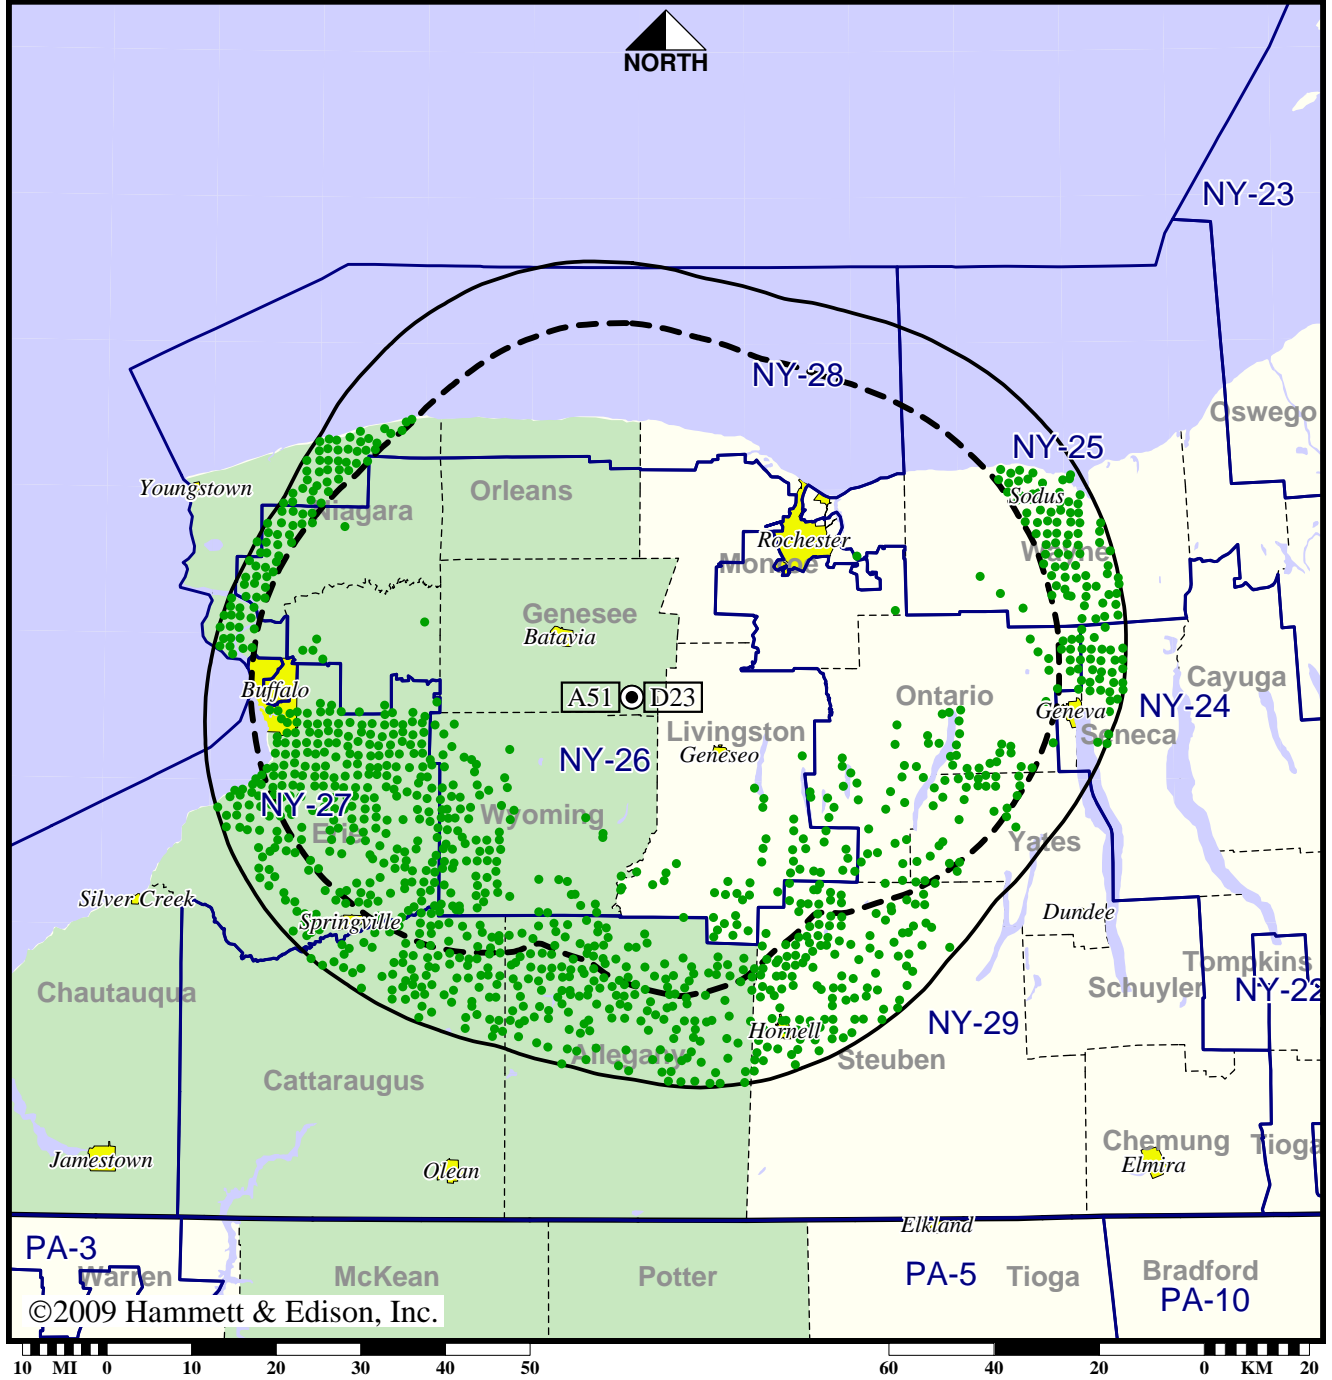 NORTH
NY-23
NY-28
Oswego
NY-25
Youngstown
Orleans
Sodus
Niagara
Rochester
Wayne
Monroe
Genesee
Batavia
Cayuga
Buffalo
A51
D23
Ontario
NY-24
Geneva
Livingston
Seneca
Geneseo
NY-26
NY-27
Wyoming
Erie
Yates
Silver Creek
Dundee
Springville
Tompkins
Chautauqua
Schuyler
NY-22
NY-29
Hornell
Allegany
Steuben
Cattaraugus
Chemung
Tioga
Jamestown
Elmira
Olean
Elkland
PA-3
Warren
McKean
Potter
PA-5
Tioga
Bradford
PA-10
©2009 Hammett & Edison, Inc.
10 MI 0 10 20 30 40 50 60 40 20 0 KM 20